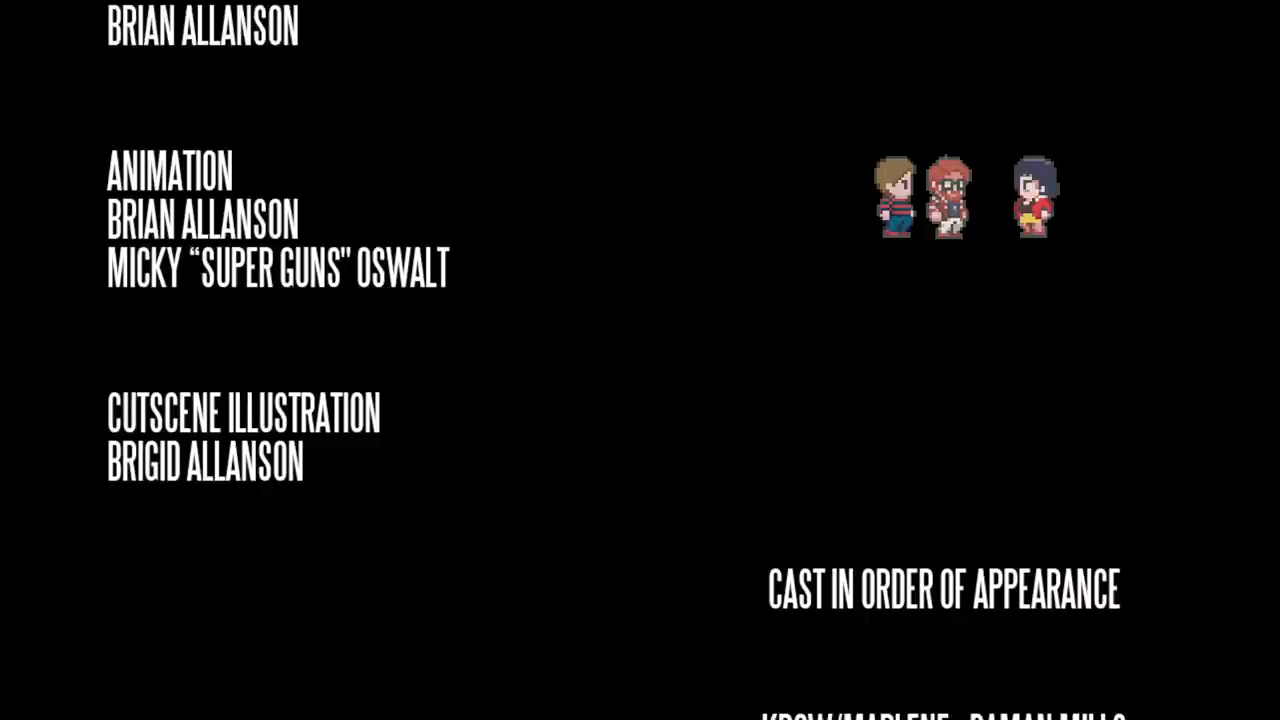 BRIAN ALLANSON
ANIMATION
BRIAN ALLANSON
MICKY “SUPER GUNS" OSWALT
CUTSCENE ILLUSTRATION
BRIGID ALLANSON
CAST IN ORDER OF APPEARANCE